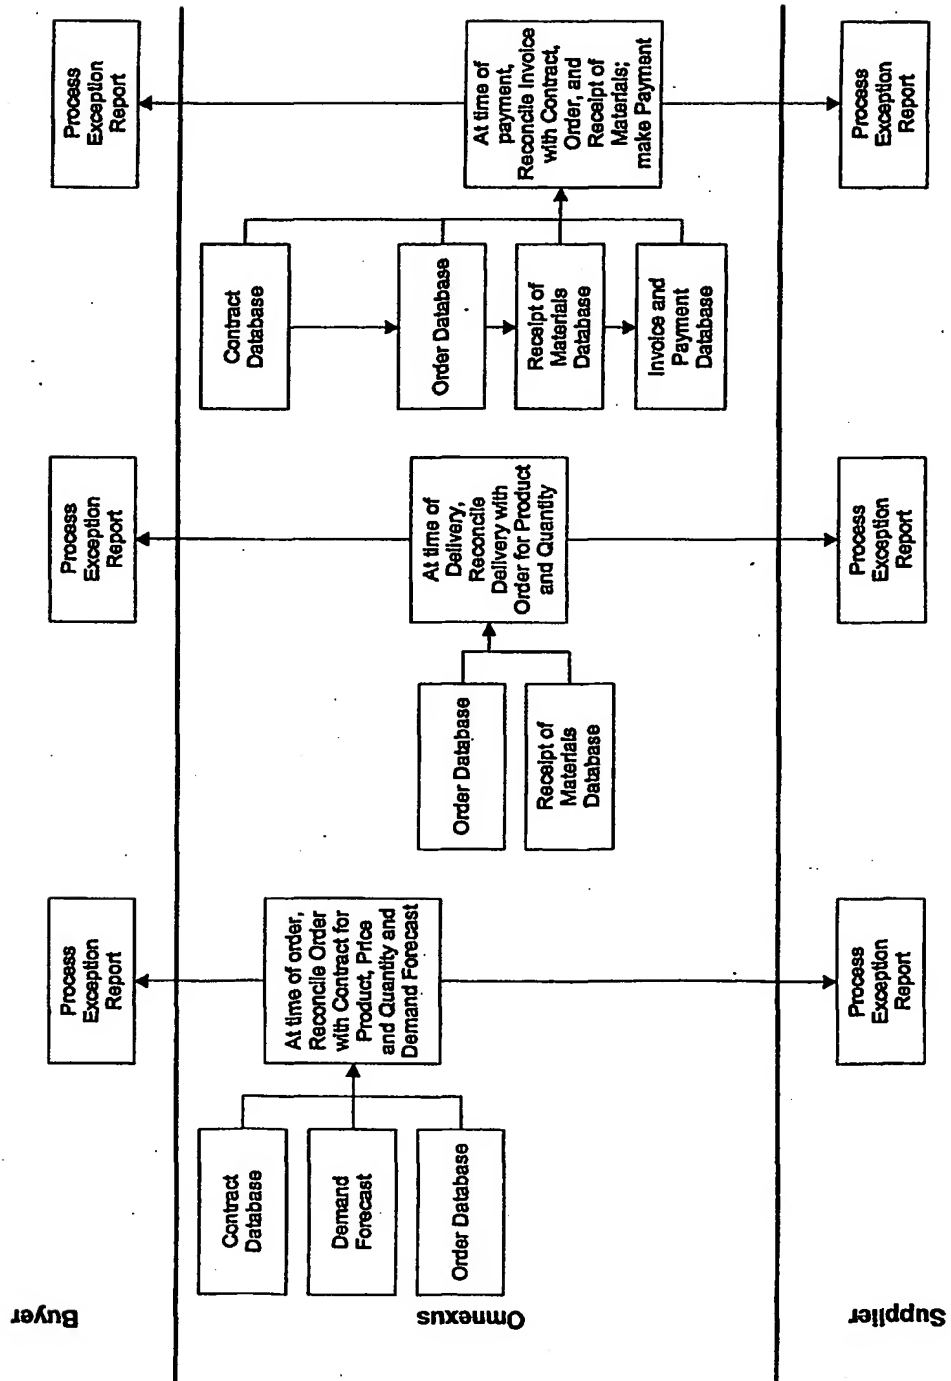 Buyer
Process
Exception
Report
Process
Exception
Report
Process
Exception
Report
Omnexus
Contract
Database
Demand
Forecast
Order Database
At time of order,
Reconcile Order
with Contract for
Product, Price
and Quantity and
Demand Forecast
Order Database
Receipt of
Materials
Database
At time of
Delivery,
Reconcile
Delivery with
Order for Product
and Quantity
Contract
Database
Order Database
Receipt of
Materials
Database
Invoice and
Payment
Database
At time of
payment,
Reconcile Invoice
with Contract,
Order, and
Receipt of
Materials;
make Payment
Supplier
Process
Exception
Report
Process
Exception
Report
Process
Exception
Report